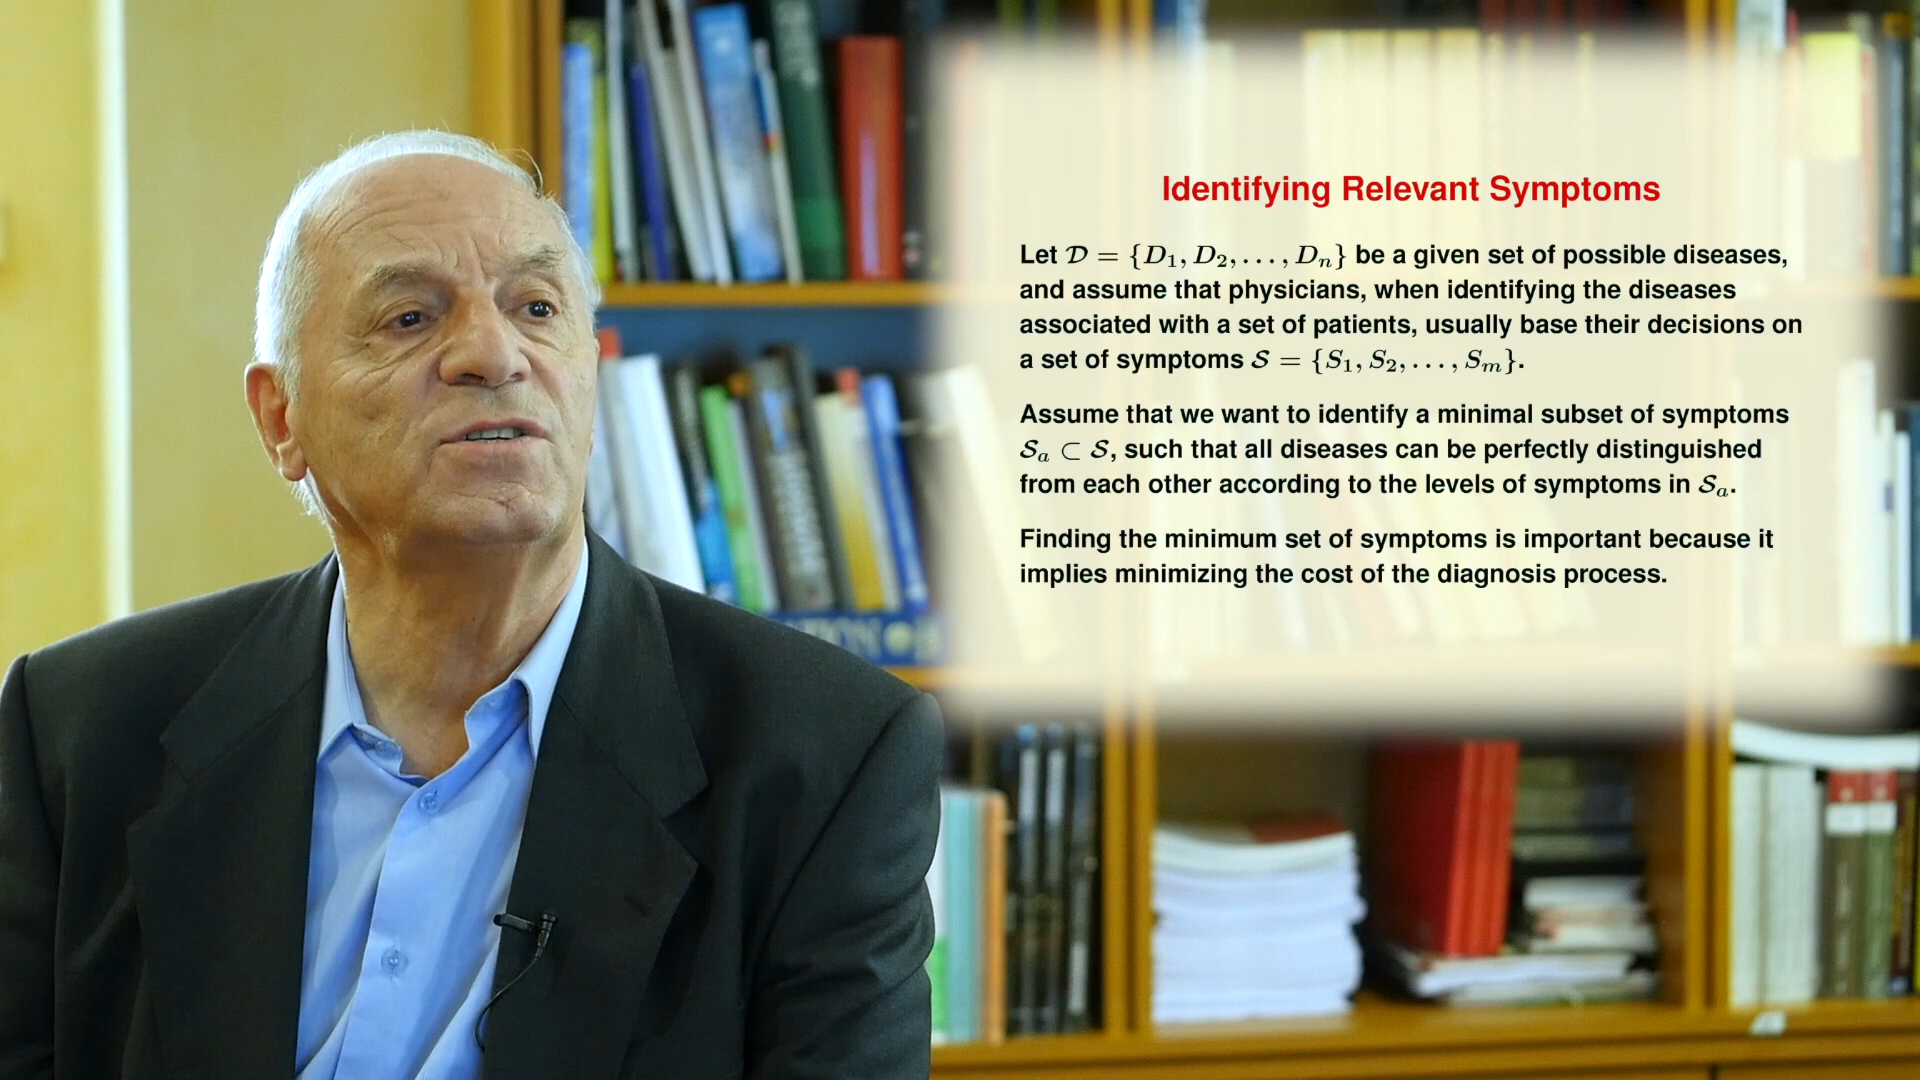 Identifying Relevant Symptoms
Let 𝒟 = {D₁, D₂, . . . , Dₙ} be a given set of possible diseases,
and assume that physicians, when identifying the diseases
associated with a set of patients, usually base their decisions on
a set of symptoms 𝒮 = {S₁, S₂, . . . , Sₘ}.
Assume that we want to identify a minimal subset of symptoms
𝒮ₐ ⊂ 𝒮, such that all diseases can be perfectly distinguished
from each other according to the levels of symptoms in 𝒮ₐ.
Finding the minimum set of symptoms is important because it
implies minimizing the cost of the diagnosis process.